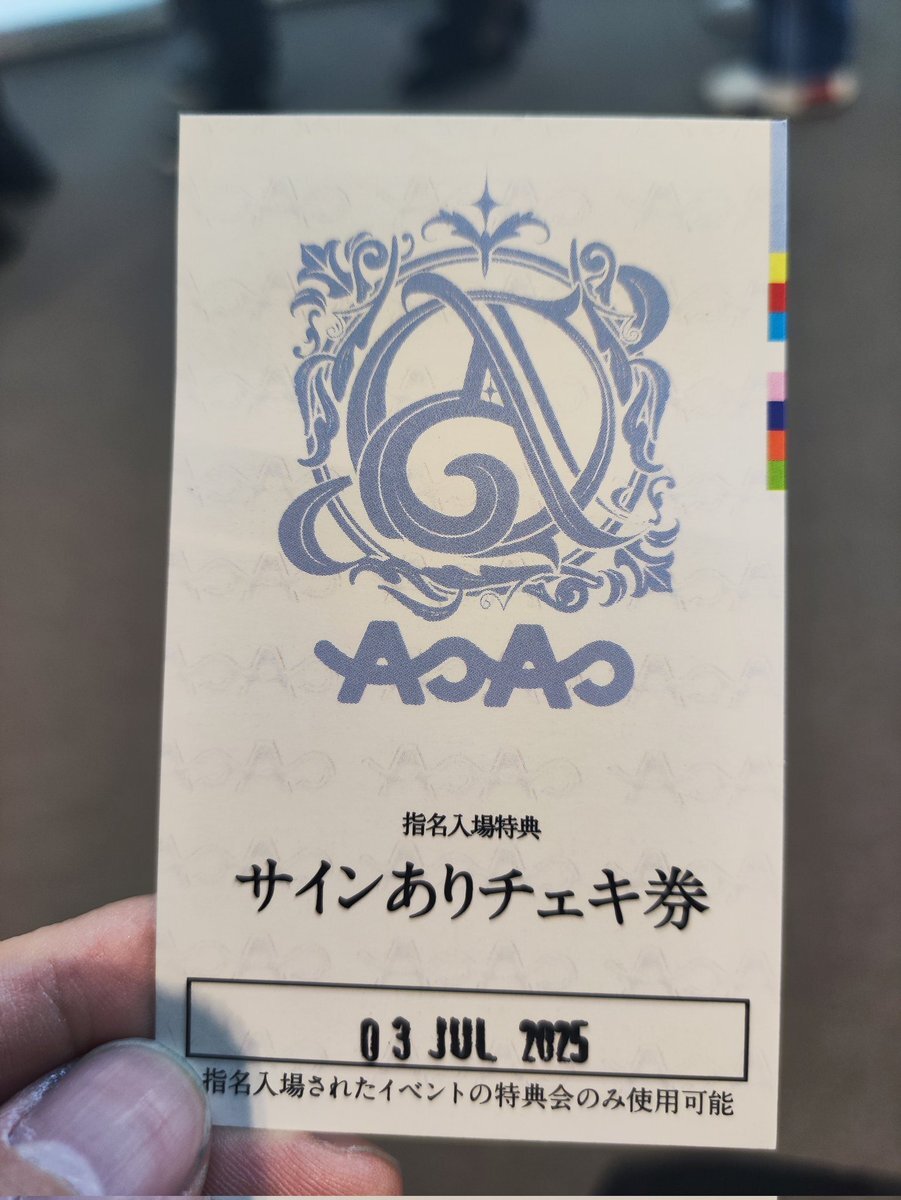 AoAo
指名入場特典
サインありチェキ券
03 JUL 2025
指名入場されたイベントの特典会のみ使用可能